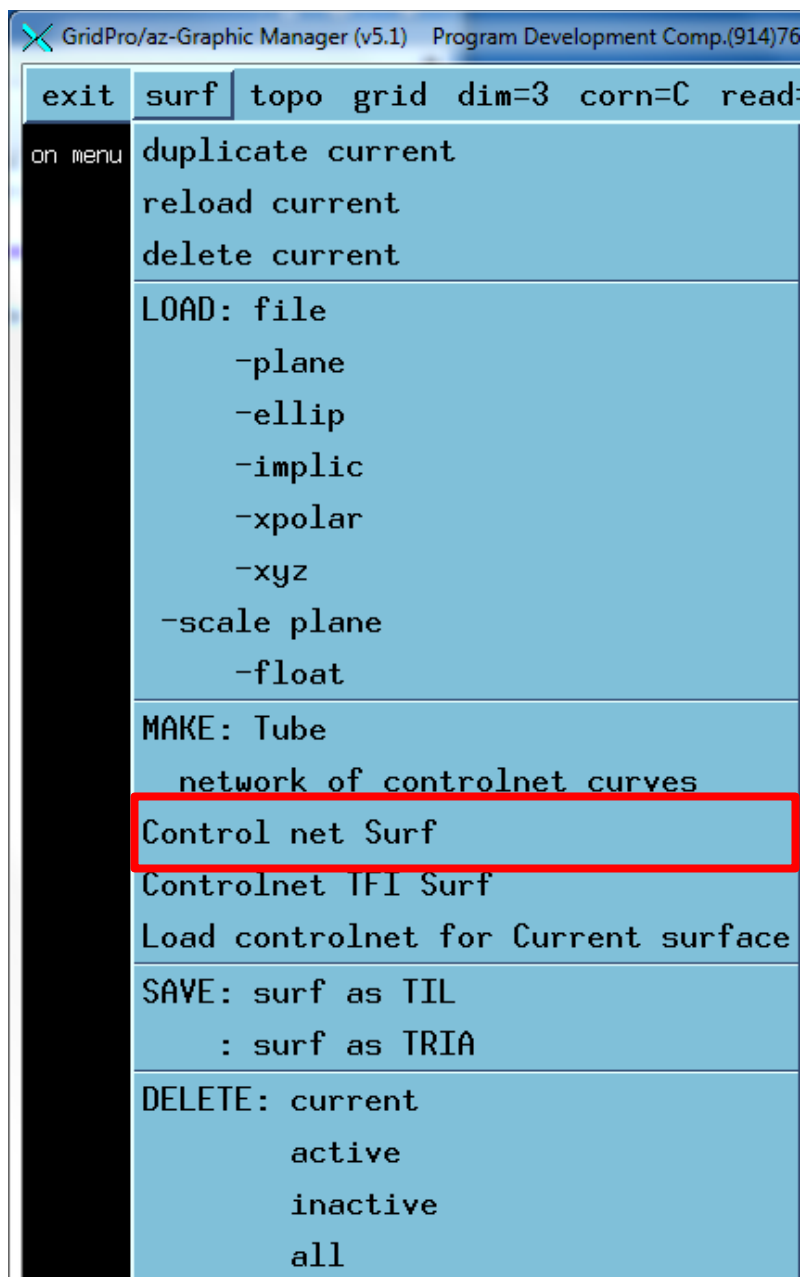 GridPro/az-Graphic Manager (v5.1) Program Development Comp.(914)76
exit surf topo grid dim=3 corn=C read=
on menu
duplicate current
reload current
delete current
LOAD: file
-plane
-ellip
-implic
-xpolar
-xyz
-scale plane
-float
MAKE: Tube
network of controlnet curves
Control net Surf
Controlnet TFI Surf
Load controlnet for Current surface
SAVE: surf as TIL
: surf as TRIA
DELETE: current
active
inactive
all